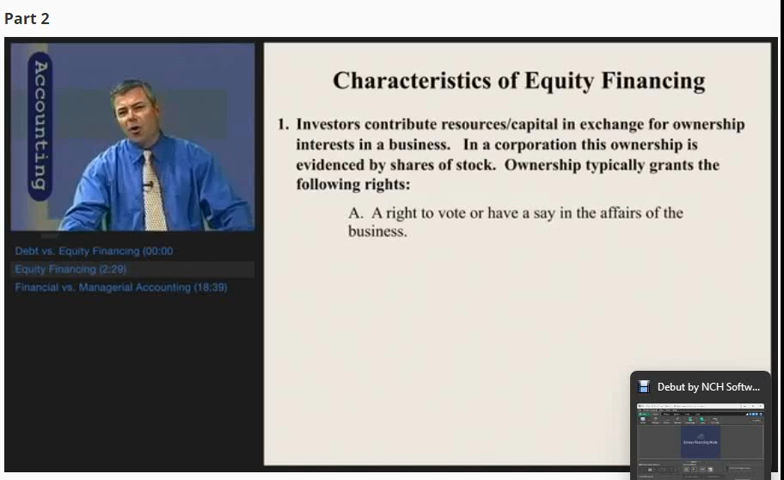 Part 2
Accounting
Characteristics of Equity Financing
1. Investors contribute resources/capital in exchange for ownership
interests in a business. In a corporation this ownership is
evidenced by shares of stock. Ownership typically grants the
following rights:
A. A right to vote or have a say in the affairs of the
business.
Debt vs. Equity Financing (00:00
Equity Financing (2:29)
Financial vs. Managerial Accounting (18:39)
Debut by NCH Softw...